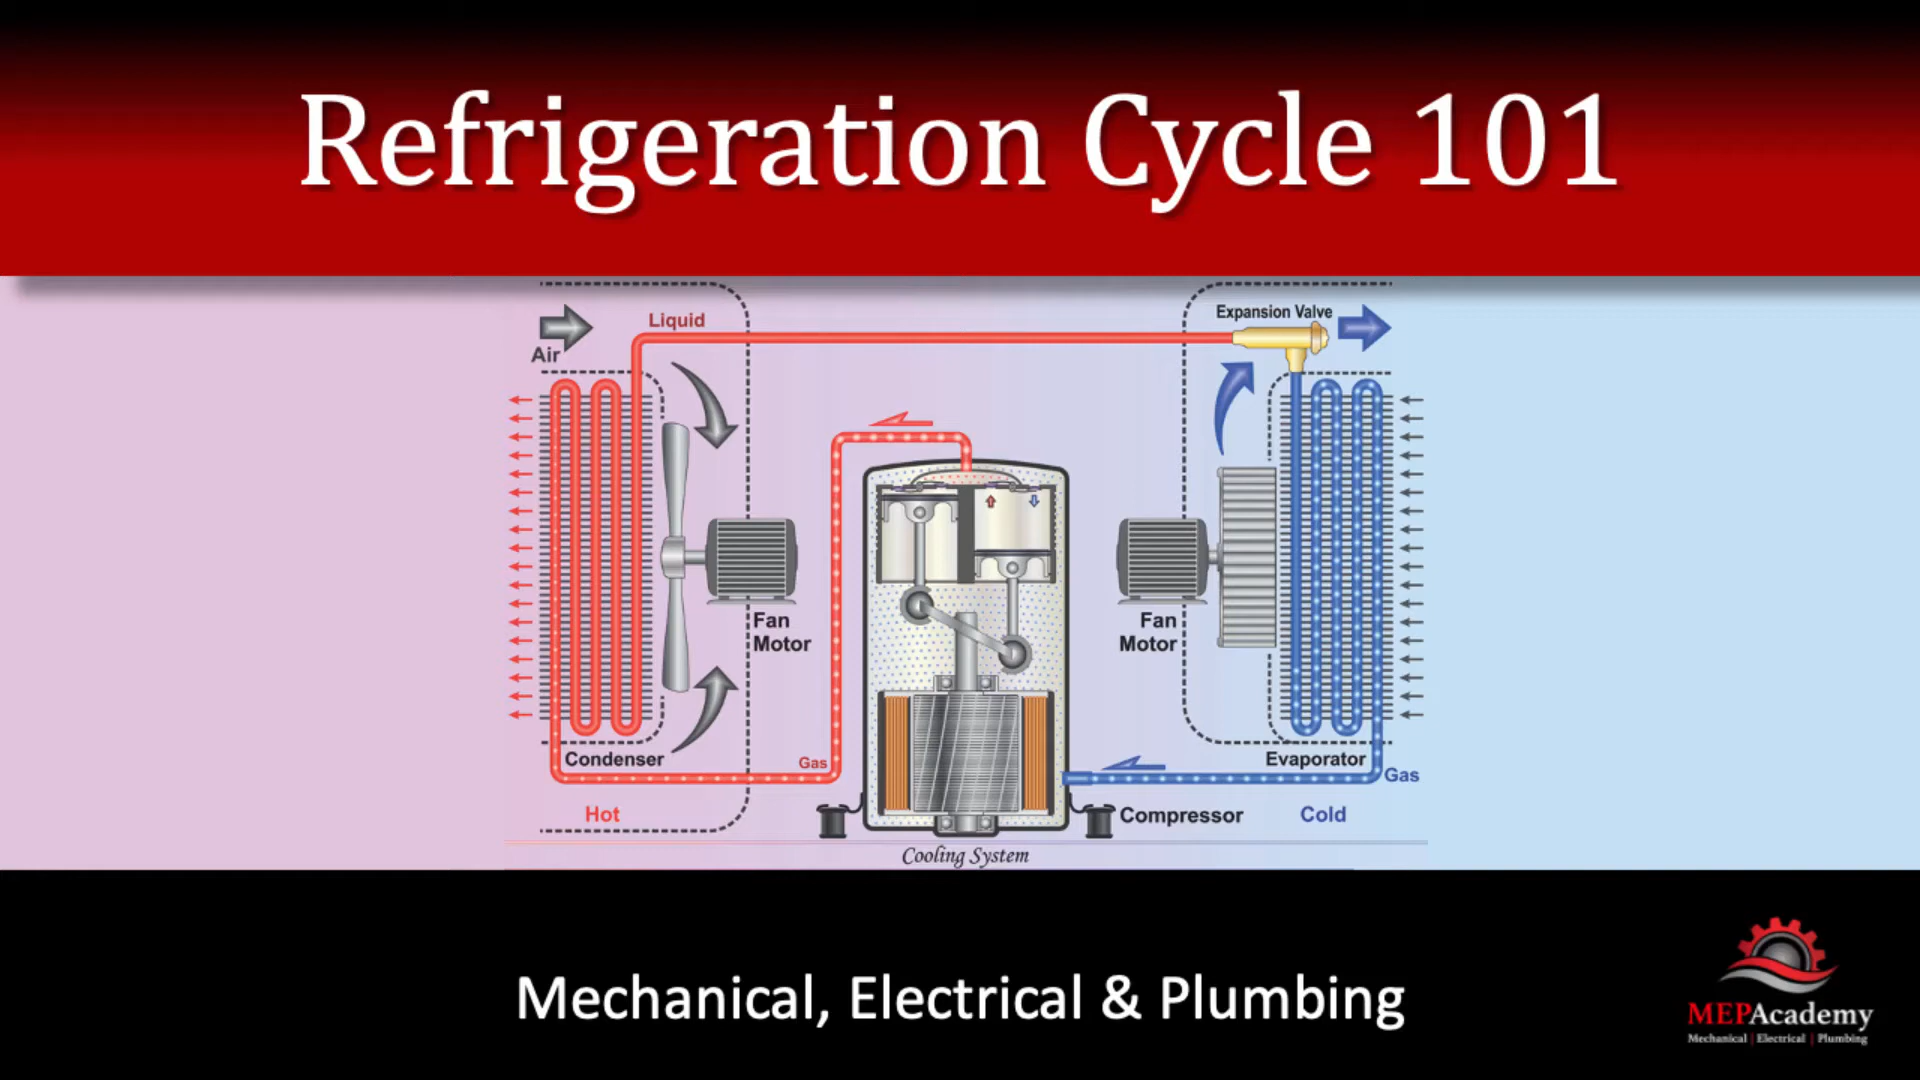 Refrigeration Cycle 101
Expansion Valve
Liquid
Air
Fan
Motor
Fan
Motor
Condenser
Gas
Evaporator
Gas
Hot
Compressor
Cold
Cooling System
Mechanical, Electrical & Plumbing
MEPAcademy
Mechanical | Electrical | Plumbing